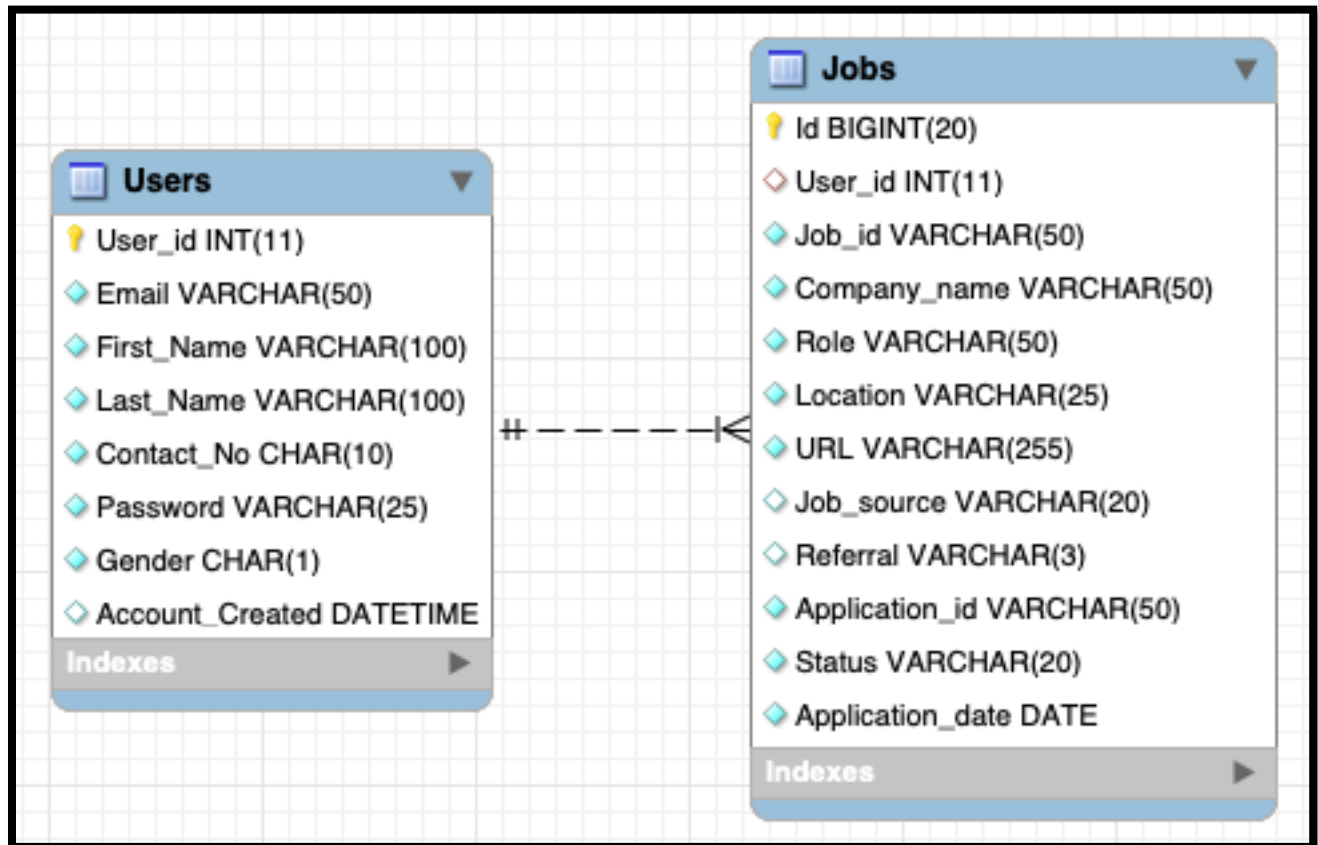 Users
User_id INT(11)
Email VARCHAR(50)
First_Name VARCHAR(100)
Last_Name VARCHAR(100)
Contact_No CHAR(10)
Password VARCHAR(25)
Gender CHAR(1)
Account_Created DATETIME
Indexes
Jobs
Id BIGINT(20)
User_id INT(11)
Job_id VARCHAR(50)
Company_name VARCHAR(50)
Role VARCHAR(50)
Location VARCHAR(25)
URL VARCHAR(255)
Job_source VARCHAR(20)
Referral VARCHAR(3)
Application_id VARCHAR(50)
Status VARCHAR(20)
Application_date DATE
Indexes